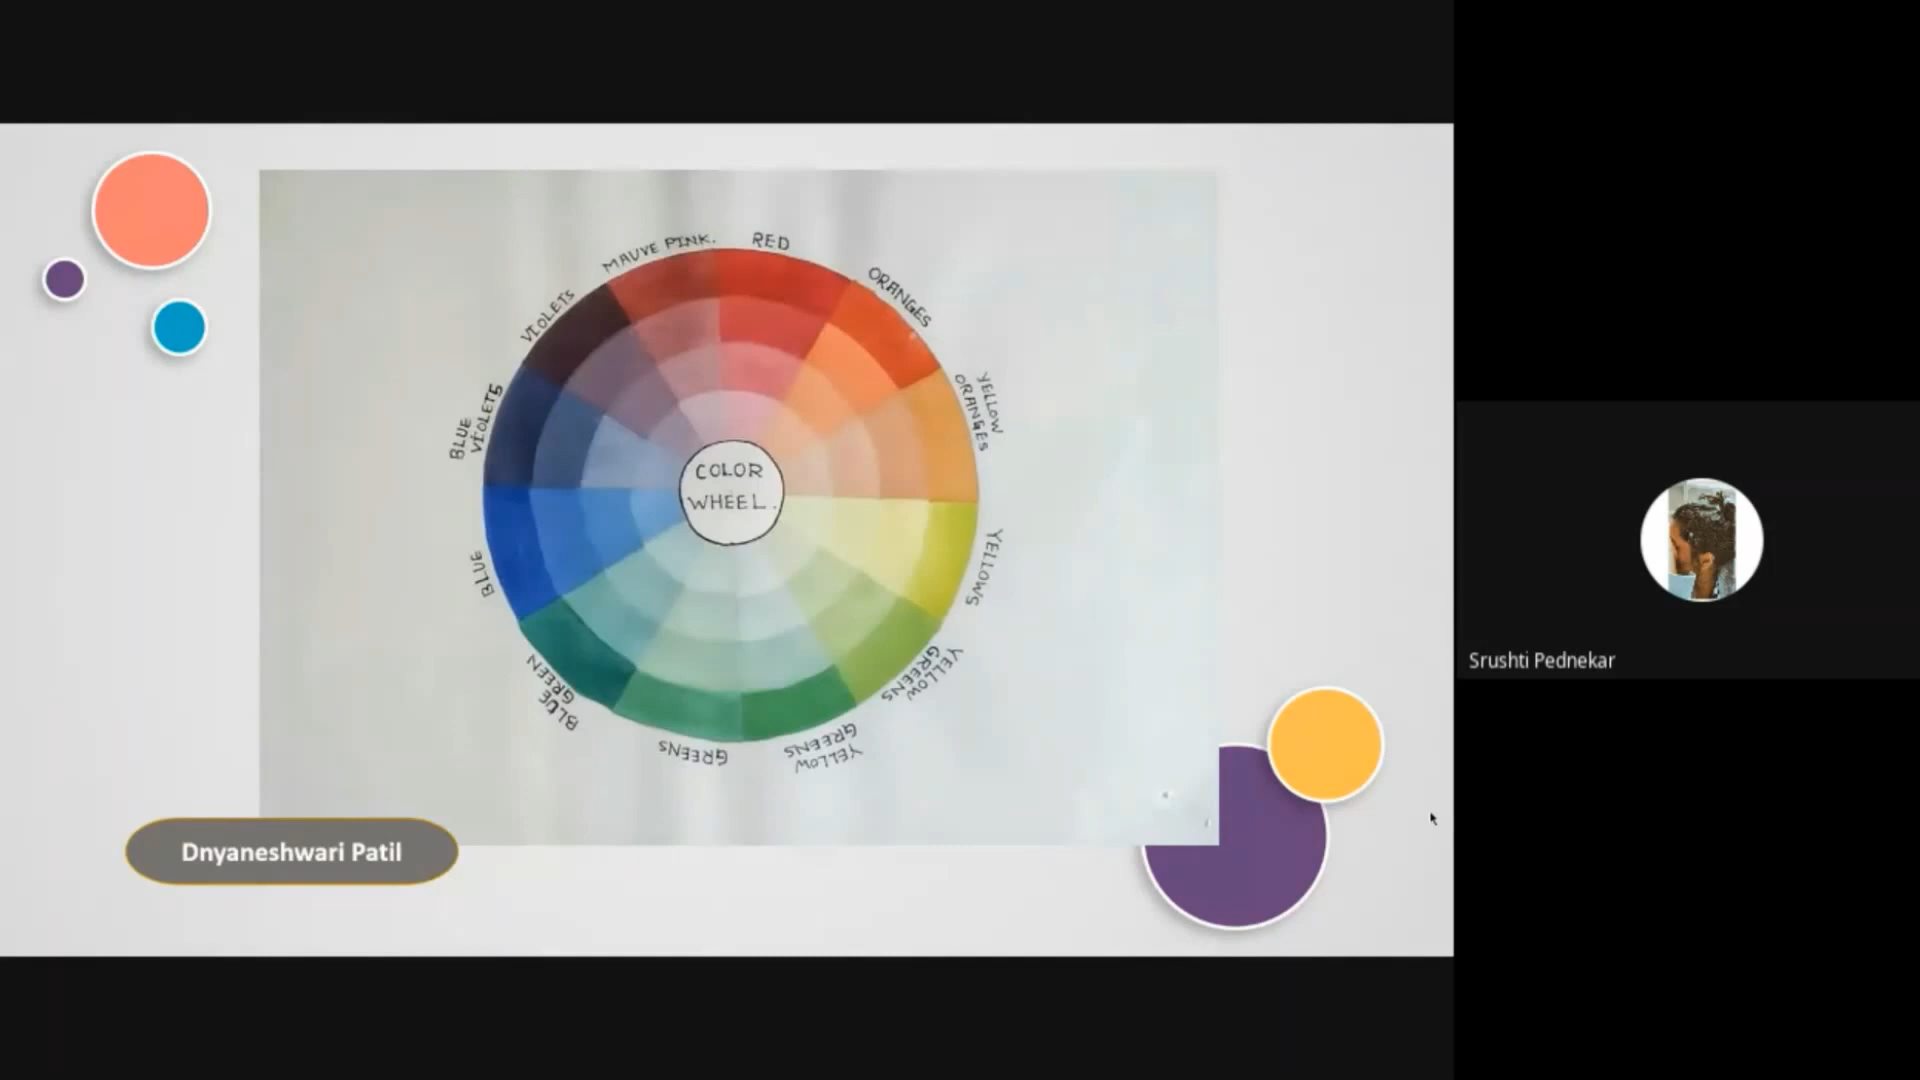 MAUVE PINK.
RED
ORANGES
YELLOW
ORANGES
YELLOWS
YELLOW
GREENS
YELLOW
GREENS
GREENS
BLUE
GREEN
BLUE
BLUE
VIOLETS
VIOLETS
COLOR
WHEEL.
Dnyaneshwari Patil
Srushti Pednekar